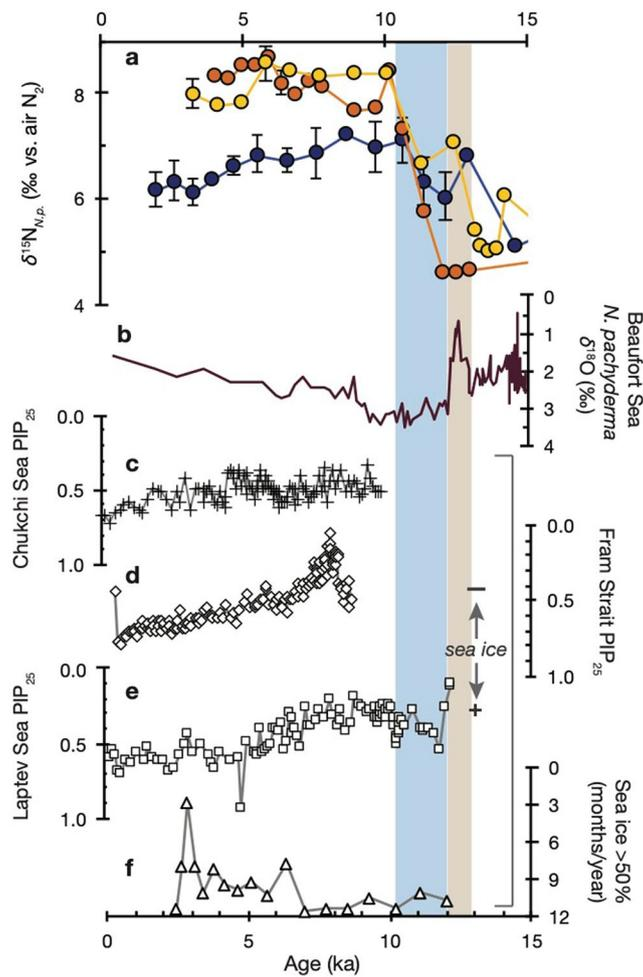 0 5 10 15
a
8
6
4
δ¹⁵N_N.p. (‰ vs. air N₂)
b
0
1
2
3
4
Beaufort Sea
N. pachyderma
δ¹⁸O (‰)
c
0.0
0.5
1.0
Chukchi Sea PIP₂₅
d
0.0
0.5
1.0
Fram Strait PIP₂₅
−
sea ice
+
e
0.0
0.5
1.0
Laptev Sea PIP₂₅
f
0
3
6
9
12
Sea ice >50%
(months/year)
0 5 10 15
Age (ka)